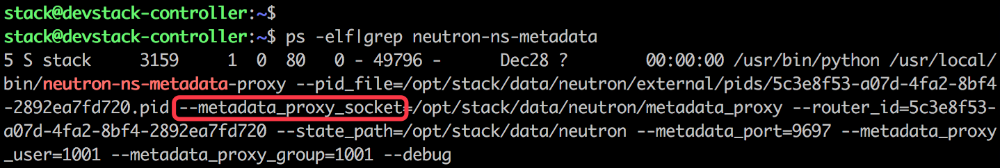 stack@devstack-controller:~$
stack@devstack-controller:~$ ps -elf|grep neutron-ns-metadata
5 S stack     3159     1  0  80   0 - 49796 -      Dec28 ?        00:00:00 /usr/bin/python /usr/local/
bin/neutron-ns-metadata-proxy --pid_file=/opt/stack/data/neutron/external/pids/5c3e8f53-a07d-4fa2-8bf4
-2892ea7fd720.pid --metadata_proxy_socket=/opt/stack/data/neutron/metadata_proxy --router_id=5c3e8f53-
a07d-4fa2-8bf4-2892ea7fd720 --state_path=/opt/stack/data/neutron --metadata_port=9697 --metadata_proxy
_user=1001 --metadata_proxy_group=1001 --debug